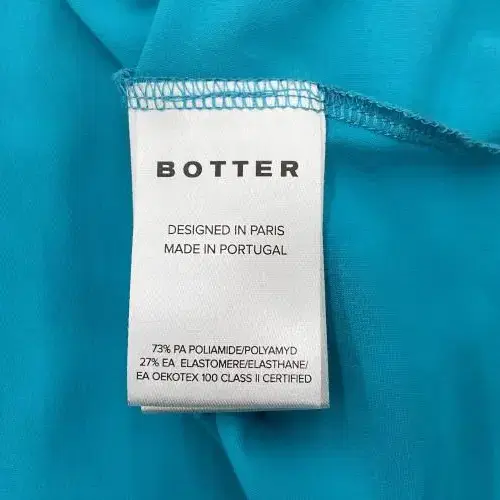 BOTTER
DESIGNED IN PARIS
MADE IN PORTUGAL
73% PA POLIAMIDE/POLYAMYD
27% EA ELASTOMERE/ELASTHANE/
EA OEKOTEX 100 CLASS II CERTIFIED